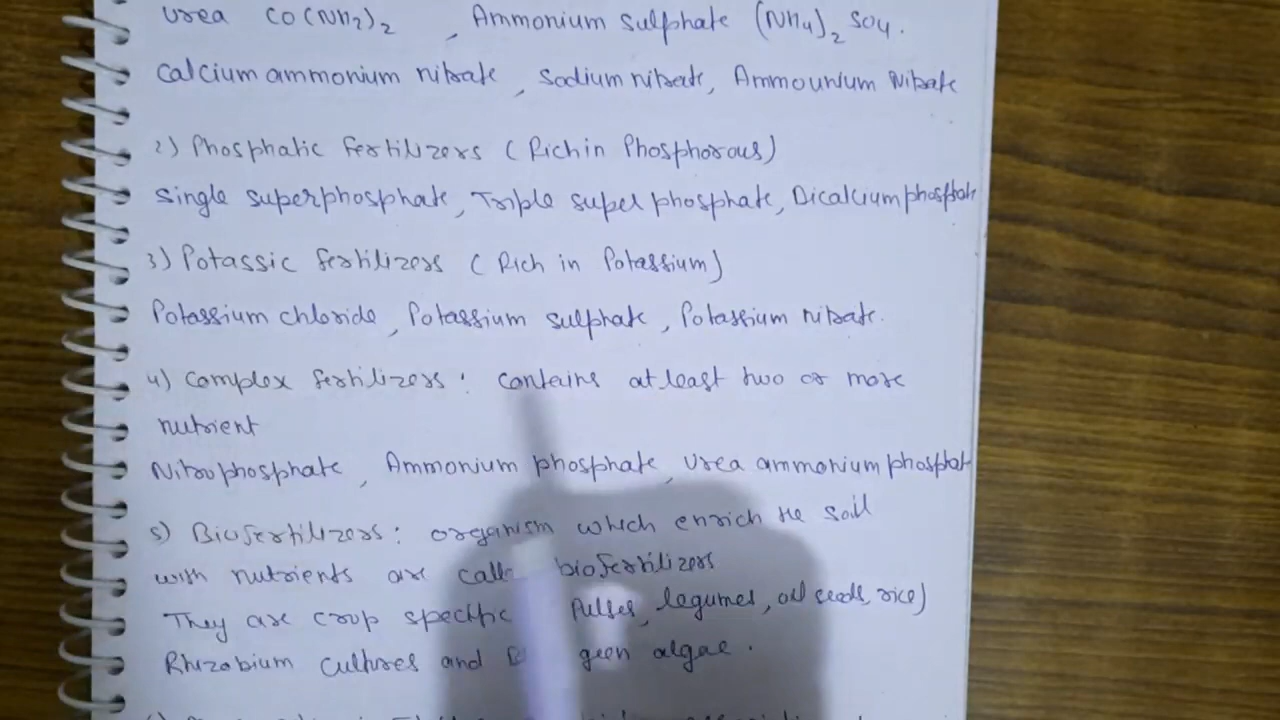 Urea CO(NH2)2 , Ammonium sulphate (NH4)2 SO4.
Calcium ammonium nitrate , Sodium nitrate, Ammounium Nitrate
2) Phosphatic fertilizers (Rich in Phosphorous)
Single superphosphate, Triple super phosphate, Dicalcium phosphate
3) Potassic fertilizers (Rich in Potassium)
Potassium chloride, Potassium sulphate, Potassium nitrate.
4) Complex fertilizers : contains at least two or more
nutrient
Nitrophosphate, Ammonium phosphate, Urea ammonium phosphat
5) Biofertilizers : organism which enrich the soil
with nutrients are biofertilizers
They are crop specific Pulses, legumes, oil seeds, rice)
Rhizobium cultures and geen algae .